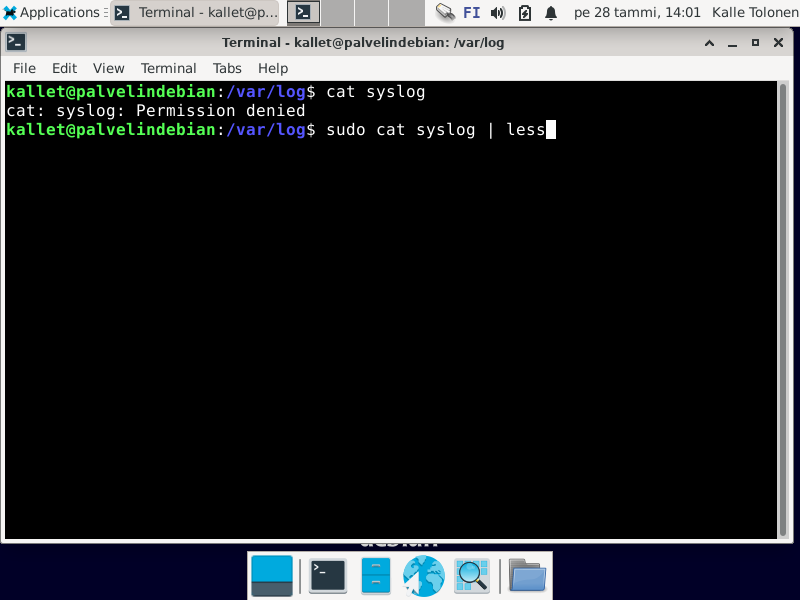 Applications Terminal - kallet@p... FI pe 28 tammi, 14:01 Kalle Tolonen
Terminal - kallet@palvelindebian: /var/log
File Edit View Terminal Tabs Help
kallet@palvelindebian:/var/log$ cat syslog
cat: syslog: Permission denied
kallet@palvelindebian:/var/log$ sudo cat syslog | less